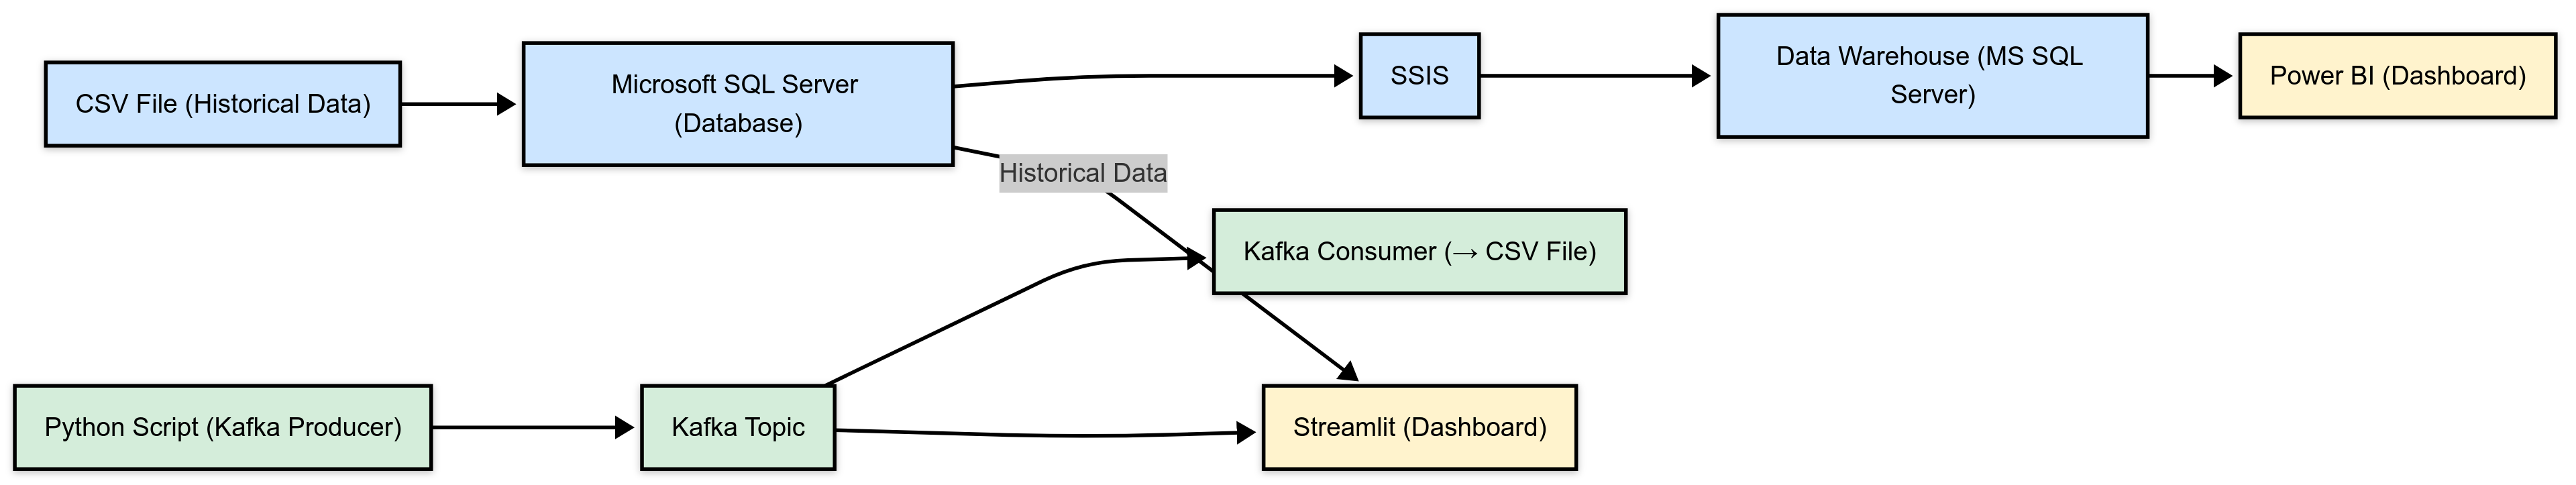 CSV File (Historical Data)
Microsoft SQL Server
(Database)
SSIS
Data Warehouse (MS SQL
Server)
Power BI (Dashboard)
Historical Data
Kafka Consumer (→ CSV File)
Python Script (Kafka Producer)
Kafka Topic
Streamlit (Dashboard)